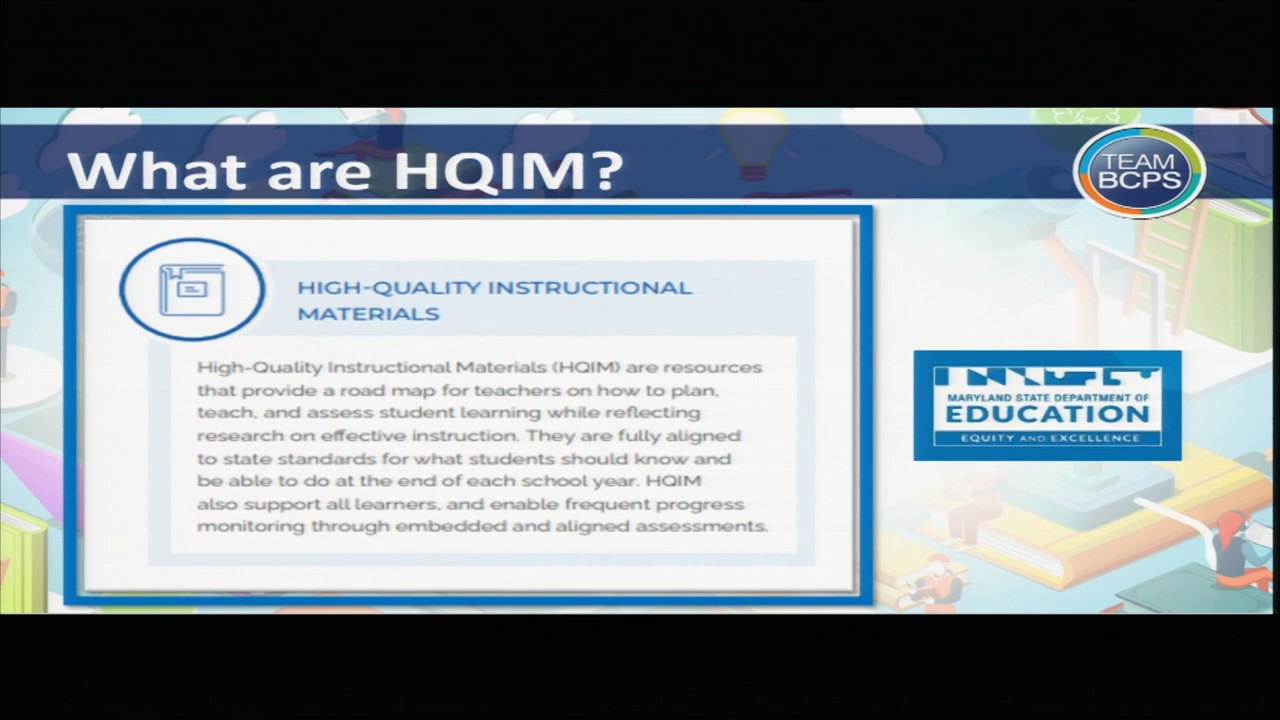 What are HQIM?
TEAM
BCPS
HIGH-QUALITY INSTRUCTIONAL
MATERIALS
High-Quality Instructional Materials (HQIM) are resources
that provide a road map for teachers on how to plan,
teach, and assess student learning while reflecting
research on effective instruction. They are fully aligned
to state standards for what students should know and
be able to do at the end of each school year. HQIM
also support all learners, and enable frequent progress
monitoring through embedded and aligned assessments.
MARYLAND STATE DEPARTMENT OF
EDUCATION
EQUITY AND EXCELLENCE